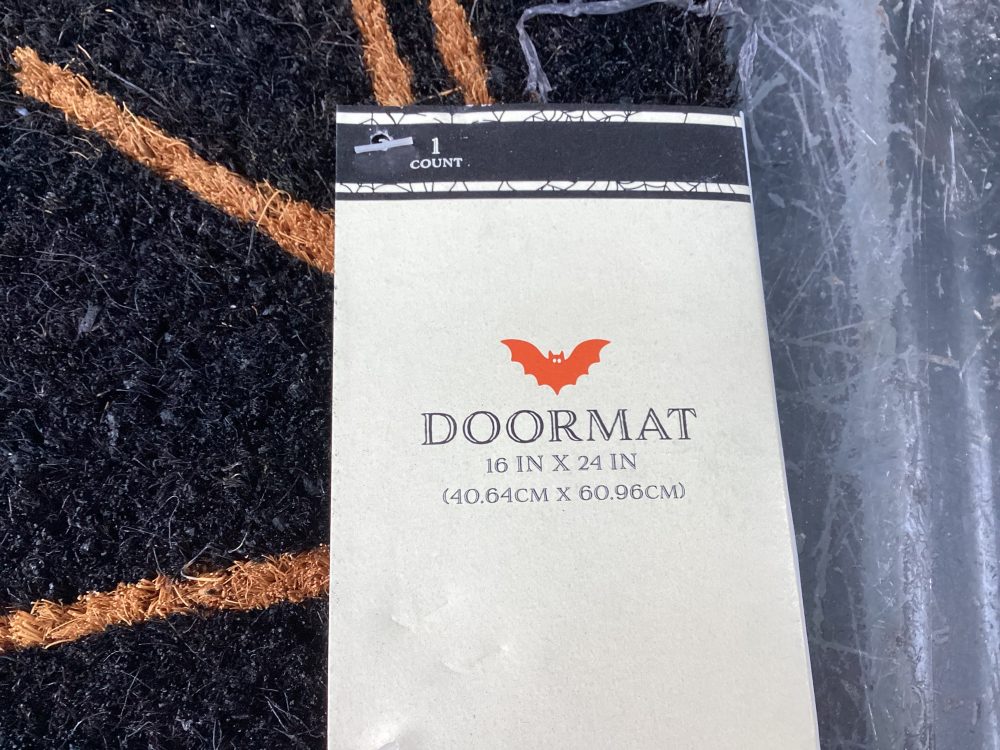 1
COUNT
DOORMAT
16 IN X 24 IN
(40.64CM X 60.96CM)